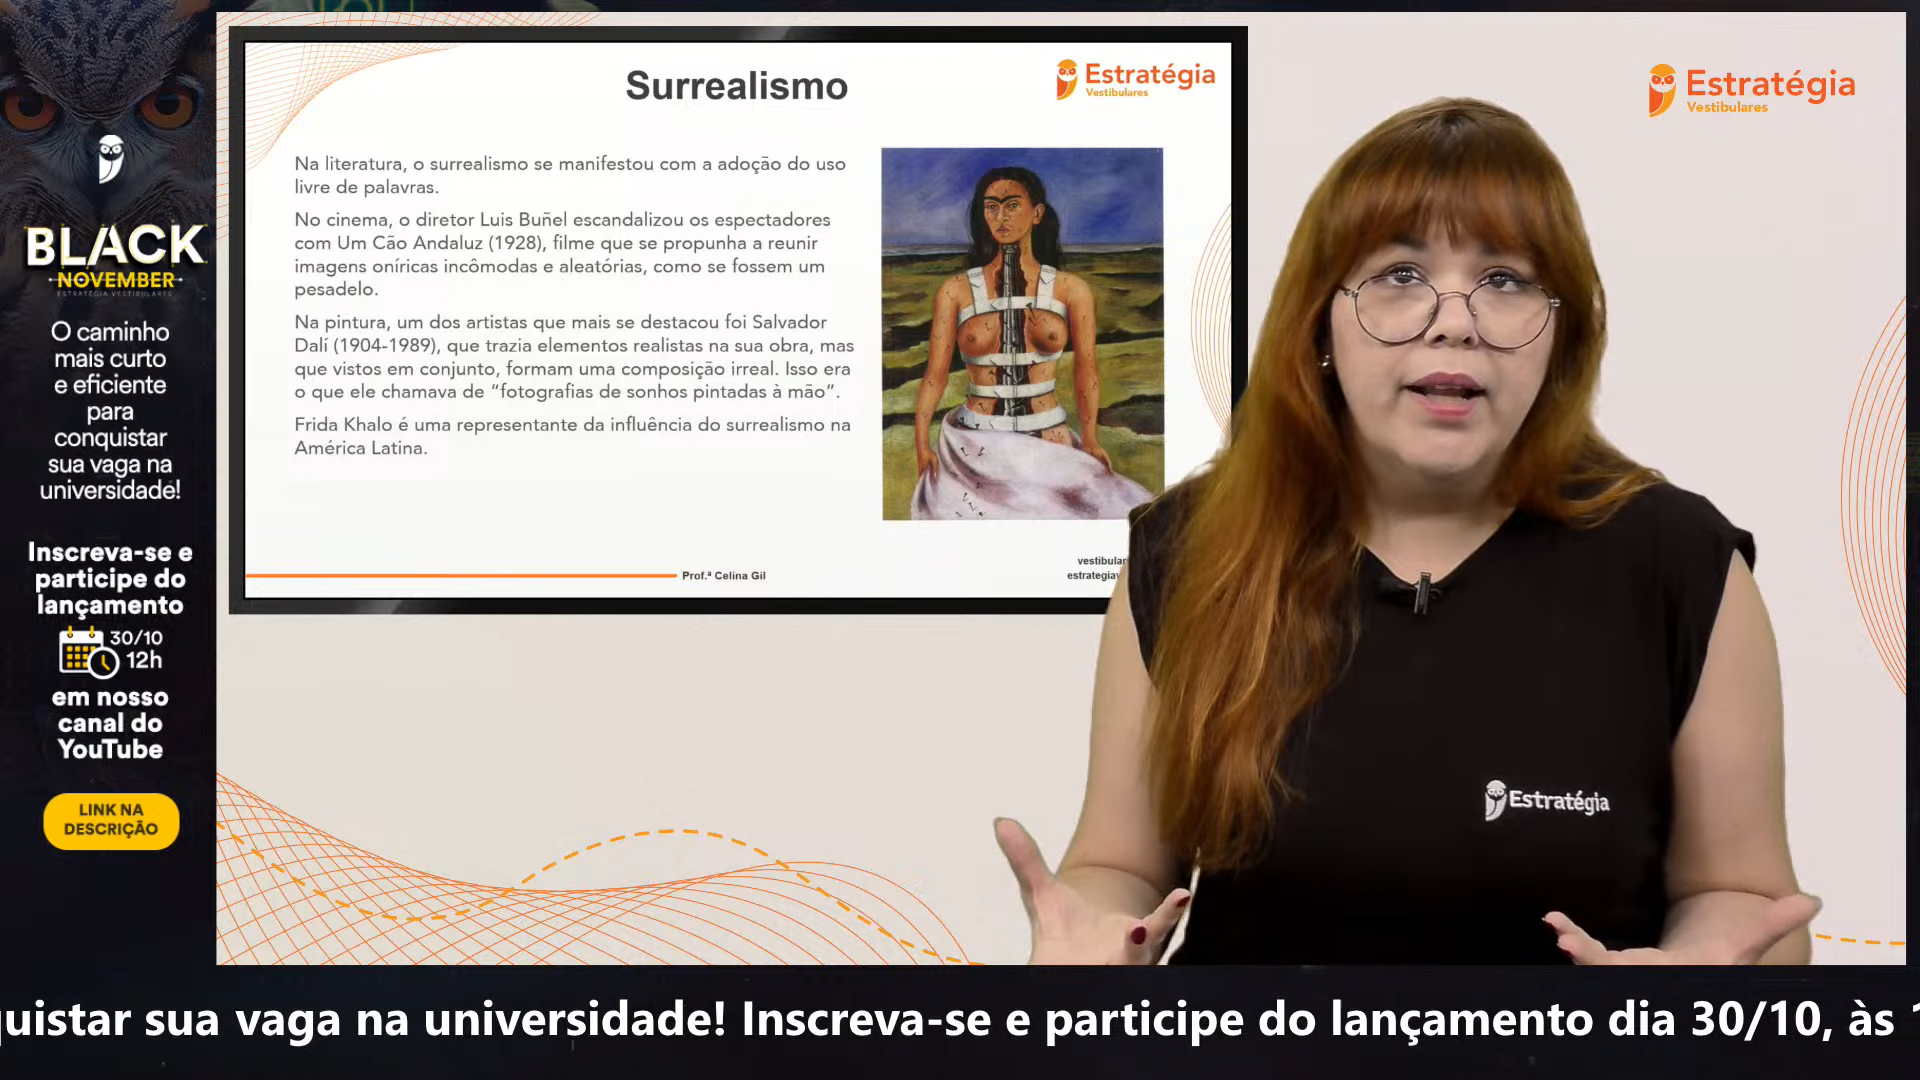 BLACK
NOVEMBER
ESTRATÉGIA VESTIBULARES
O caminho
mais curto
e eficiente
para
conquistar
sua vaga na
universidade!
Inscreva-se e
participe do
lançamento
30/10
12h
em nosso
canal do
YouTube
LINK NA
DESCRIÇÃO
Surrealismo
Estratégia
Vestibulares
Na literatura, o surrealismo se manifestou com a adoção do uso
livre de palavras.
No cinema, o diretor Luis Buñel escandalizou os espectadores
com Um Cão Andaluz (1928), filme que se propunha a reunir
imagens oníricas incômodas e aleatórias, como se fossem um
pesadelo.
Na pintura, um dos artistas que mais se destacou foi Salvador
Dalí (1904-1989), que trazia elementos realistas na sua obra, mas
que vistos em conjunto, formam uma composição irreal. Isso era
o que ele chamava de “fotografias de sonhos pintadas à mão”.
Frida Khalo é uma representante da influência do surrealismo na
América Latina.
Prof.ª Celina Gil
vestibular
estrategia
Estratégia
Vestibulares
Estratégia
quistar sua vaga na universidade! Inscreva-se e participe do lançamento dia 30/10, às 1